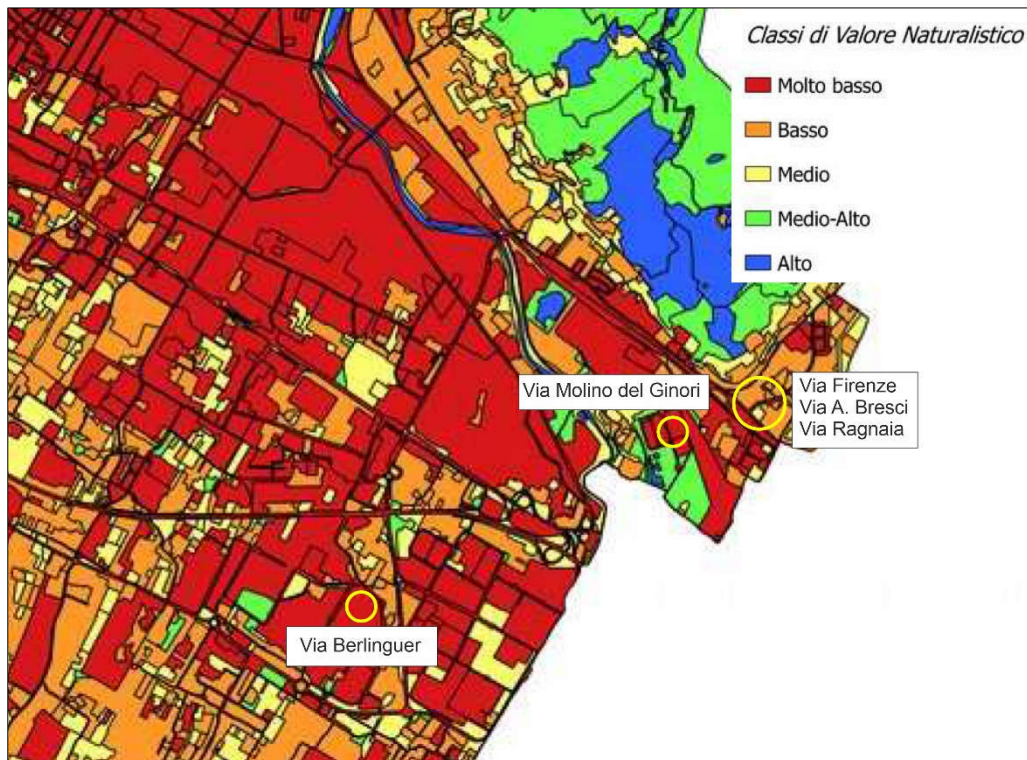 Classi di Valore Naturalistico
Molto basso
Basso
Medio
Medio-Alto
Alto
Via Molino del Ginori
Via Firenze
Via A. Bresci
Via Ragnaia
Via Berlinguer